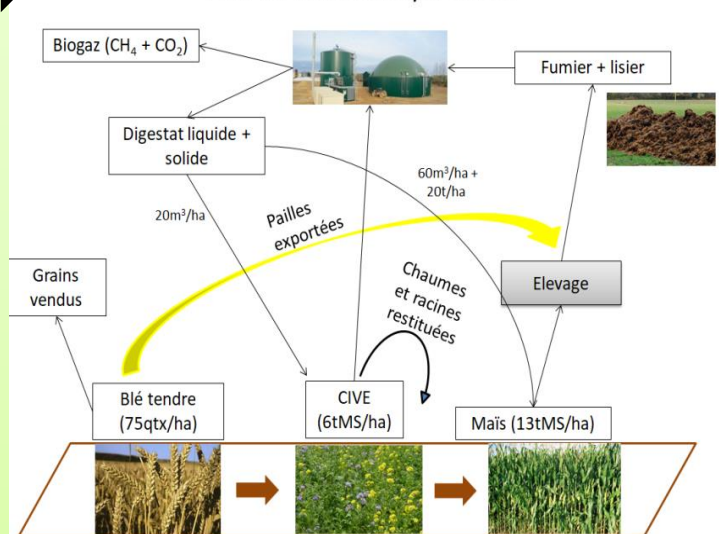 Biogaz (CH₄ + CO₂)
Fumier + lisier
Digestat liquide +
solide
60m³/ha +
20t/ha
20m³/ha
Pailles
exportées
Grains
vendus
Chaumes
et racines
restituées
Elevage
Blé tendre
(75qtx/ha)
CIVE
(6tMS/ha)
Maïs (13tMS/ha)